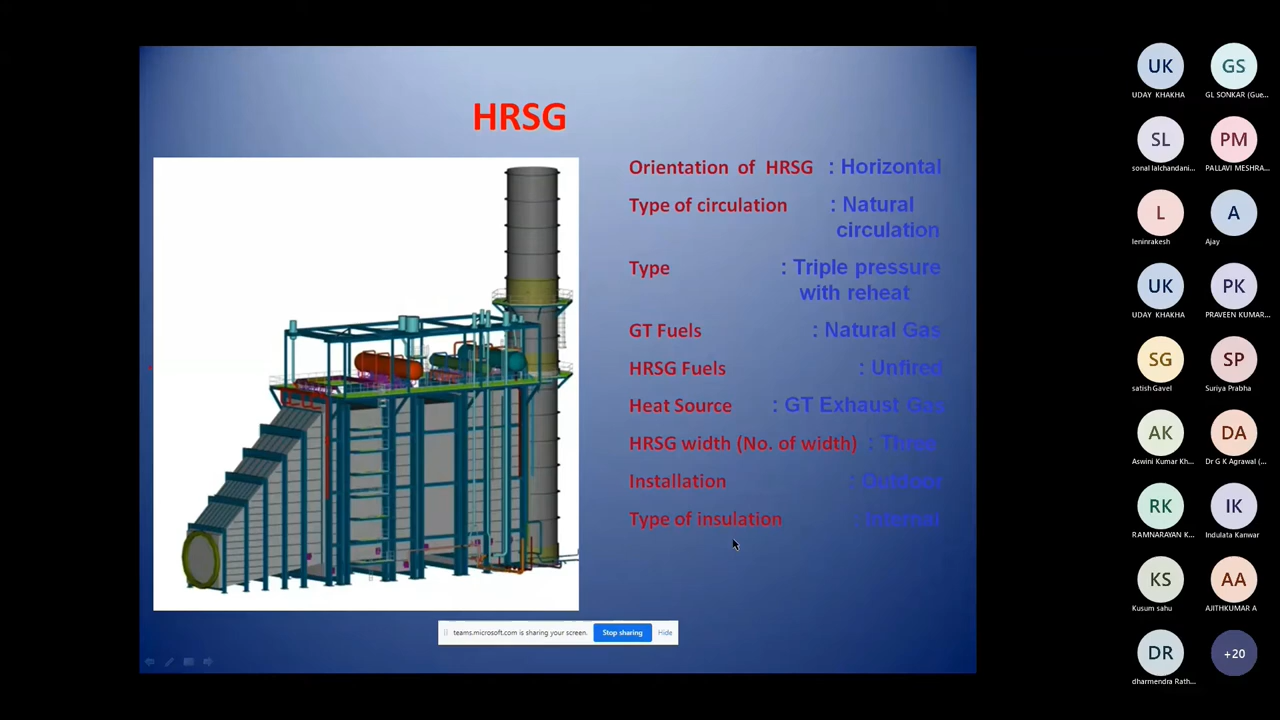 HRSG
Orientation of HRSG : Horizontal
Type of circulation : Natural
circulation
Type : Triple pressure
with reheat
GT Fuels : Natural Gas
HRSG Fuels : Unfired
Heat Source : GT Exhaust Gas
HRSG width (No. of width) : Three
Installation : Outdoor
Type of insulation : Internal
teams.microsoft.com is sharing your screen. Stop sharing Hide
UK GS
UDAY KHAKHA GL SONKAR (Gue...
SL PM
sonal lalchandani... PALLAVI MESHRA...
L A
leninrakesh Ajay
UK PK
UDAY KHAKHA PRAVEEN KUMAR...
SG SP
satish Gavel Suriya Prabha
AK DA
Aswini Kumar Kh... Dr G K Agrawal (...
RK IK
RAMNARAYAN K... Indulata Kanwar
KS AA
Kusum sahu AJITHKUMAR A
DR +20
dharmendra Rath...